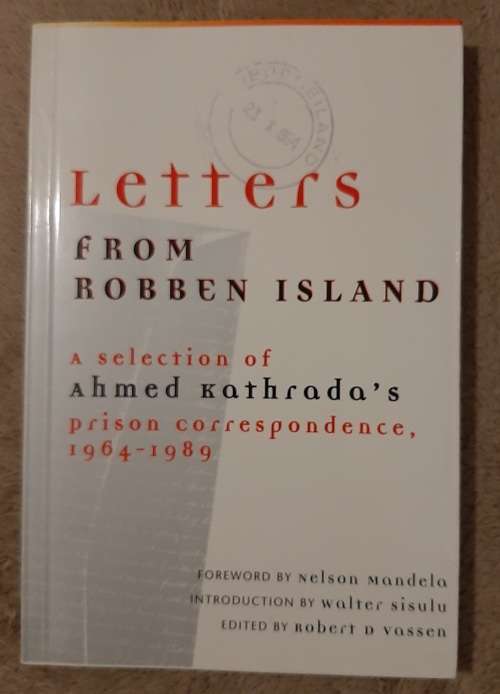 Letters
FROM
ROBBEN ISLAND
A selection of
Ahmed Kathrada's
prison correspondence,
1964-1989
FOREWORD BY Nelson Mandela
INTRODUCTION BY Walter Sisulu
EDITED BY Robert D Vassen